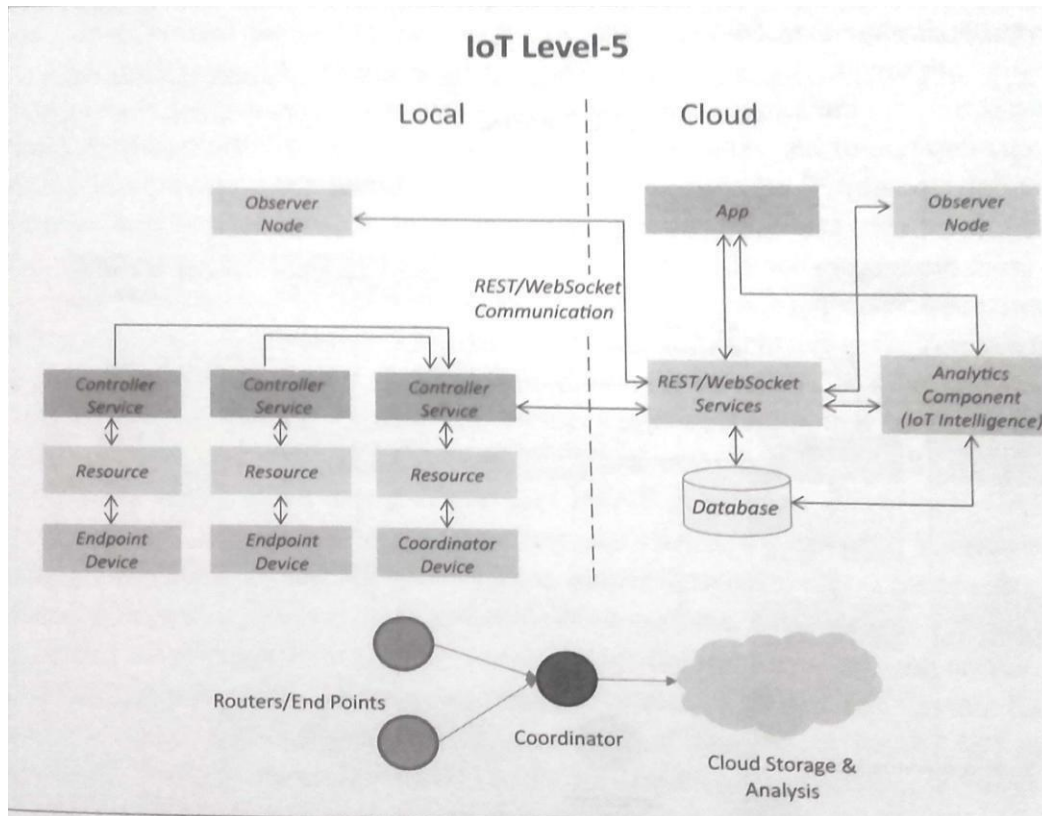 IoT Level-5
Local
Cloud
Observer
Node
App
Observer
Node
REST/WebSocket
Communication
Controller
Service
Controller
Service
Controller
Service
REST/WebSocket
Services
Analytics
Component
(IoT Intelligence)
Resource
Resource
Resource
Database
Endpoint
Device
Endpoint
Device
Coordinator
Device
Routers/End Points
Coordinator
Cloud Storage &
Analysis